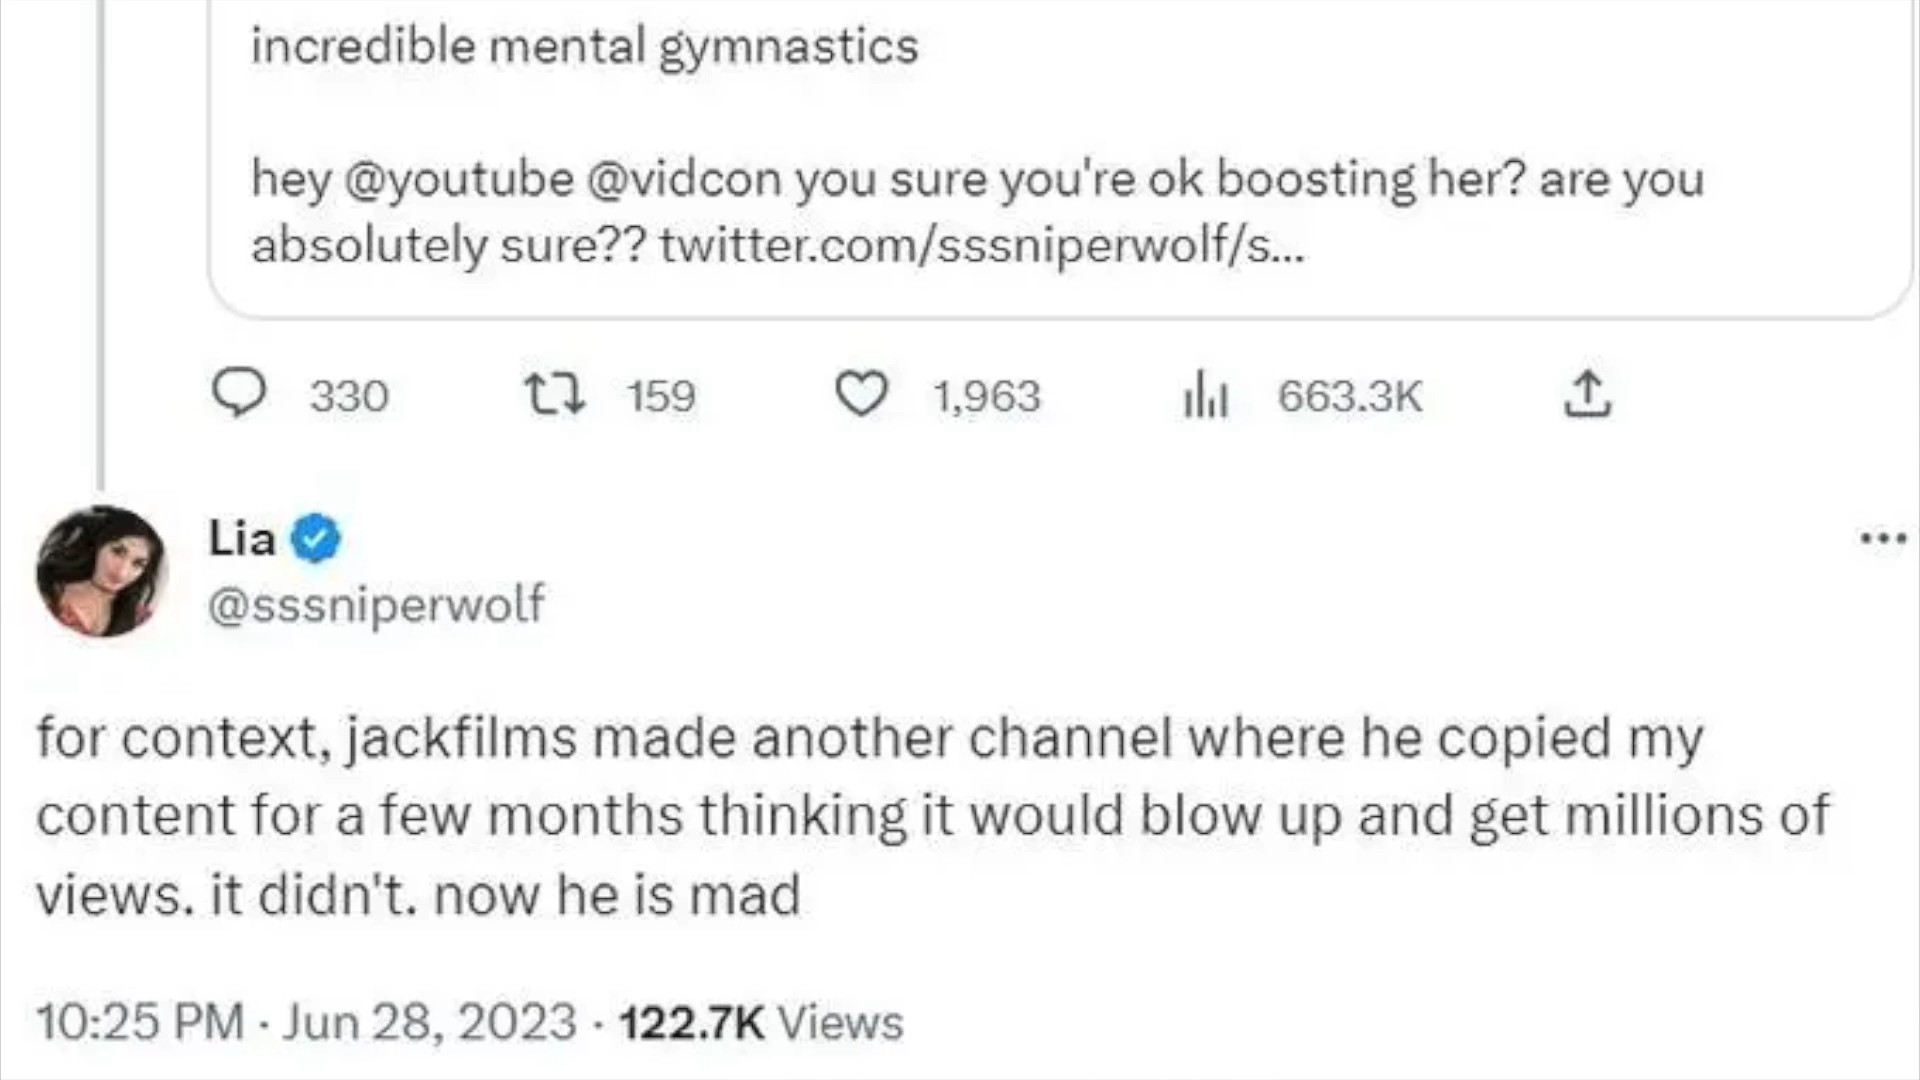 incredible mental gymnastics
hey @youtube @vidcon you sure you're ok boosting her? are you
absolutely sure?? twitter.com/sssniperwolf/s...
330 159 1,963 663.3K
Lia
@sssniperwolf
for context, jackfilms made another channel where he copied my
content for a few months thinking it would blow up and get millions of
views. it didn't. now he is mad
10:25 PM · Jun 28, 2023 · 122.7K Views